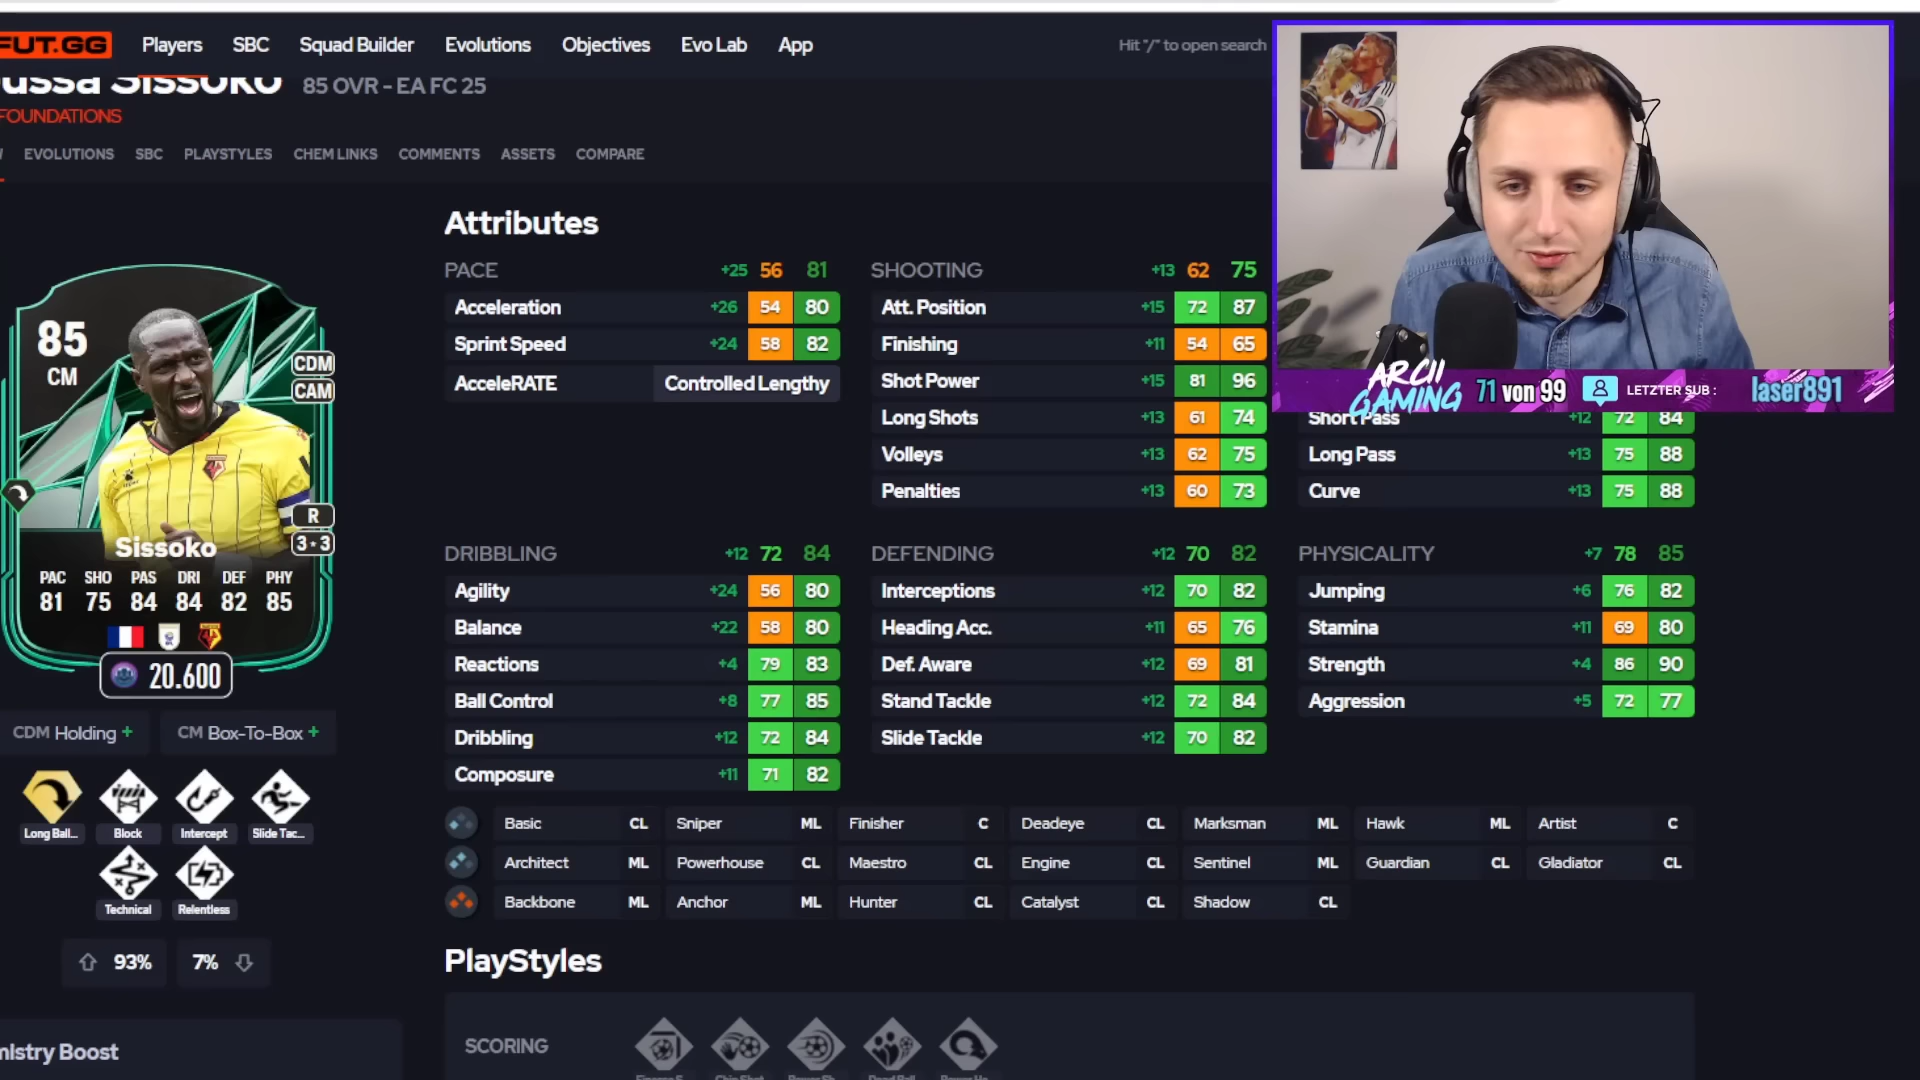 FUT.GG Players SBC Squad Builder Evolutions Objectives Evo Lab App Hit "/" to open search
ussa Sissoko 85 OVR - EA FC 25
FOUNDATIONS
EVOLUTIONS SBC PLAYSTYLES CHEM LINKS COMMENTS ASSETS COMPARE
85
CM
CDM
CAM
R
3★3
Sissoko
PAC SHO PAS DRI DEF PHY
81 75 84 84 82 85
20.600
CDM Holding + CM Box-To-Box +
Long Ball... Block Intercept Slide Tac...
Technical Relentless
93% 7%
mistry Boost
Attributes
PACE +25 56 81
Acceleration +26 54 80
Sprint Speed +24 58 82
AcceleRATE Controlled Lengthy
SHOOTING +13 62 75
Att. Position +15 72 87
Finishing +11 54 65
Shot Power +15 81 96
Long Shots +13 61 74
Volleys +13 62 75
Penalties +13 60 73
Short Pass +12 72 84
Long Pass +13 75 88
Curve +13 75 88
DRIBBLING +12 72 84
Agility +24 56 80
Balance +22 58 80
Reactions +4 79 83
Ball Control +8 77 85
Dribbling +12 72 84
Composure +11 71 82
DEFENDING +12 70 82
Interceptions +12 70 82
Heading Acc. +11 65 76
Def. Aware +12 69 81
Stand Tackle +12 72 84
Slide Tackle +12 70 82
PHYSICALITY +7 78 85
Jumping +6 76 82
Stamina +11 69 80
Strength +4 86 90
Aggression +5 72 77
Basic CL Sniper ML Finisher C Deadeye CL Marksman ML Hawk ML Artist C
Architect ML Powerhouse CL Maestro CL Engine CL Sentinel ML Guardian CL Gladiator CL
Backbone ML Anchor ML Hunter CL Catalyst CL Shadow CL
PlayStyles
SCORING
ARCII
GAMING 71 von 99 LETZTER SUB : laser891